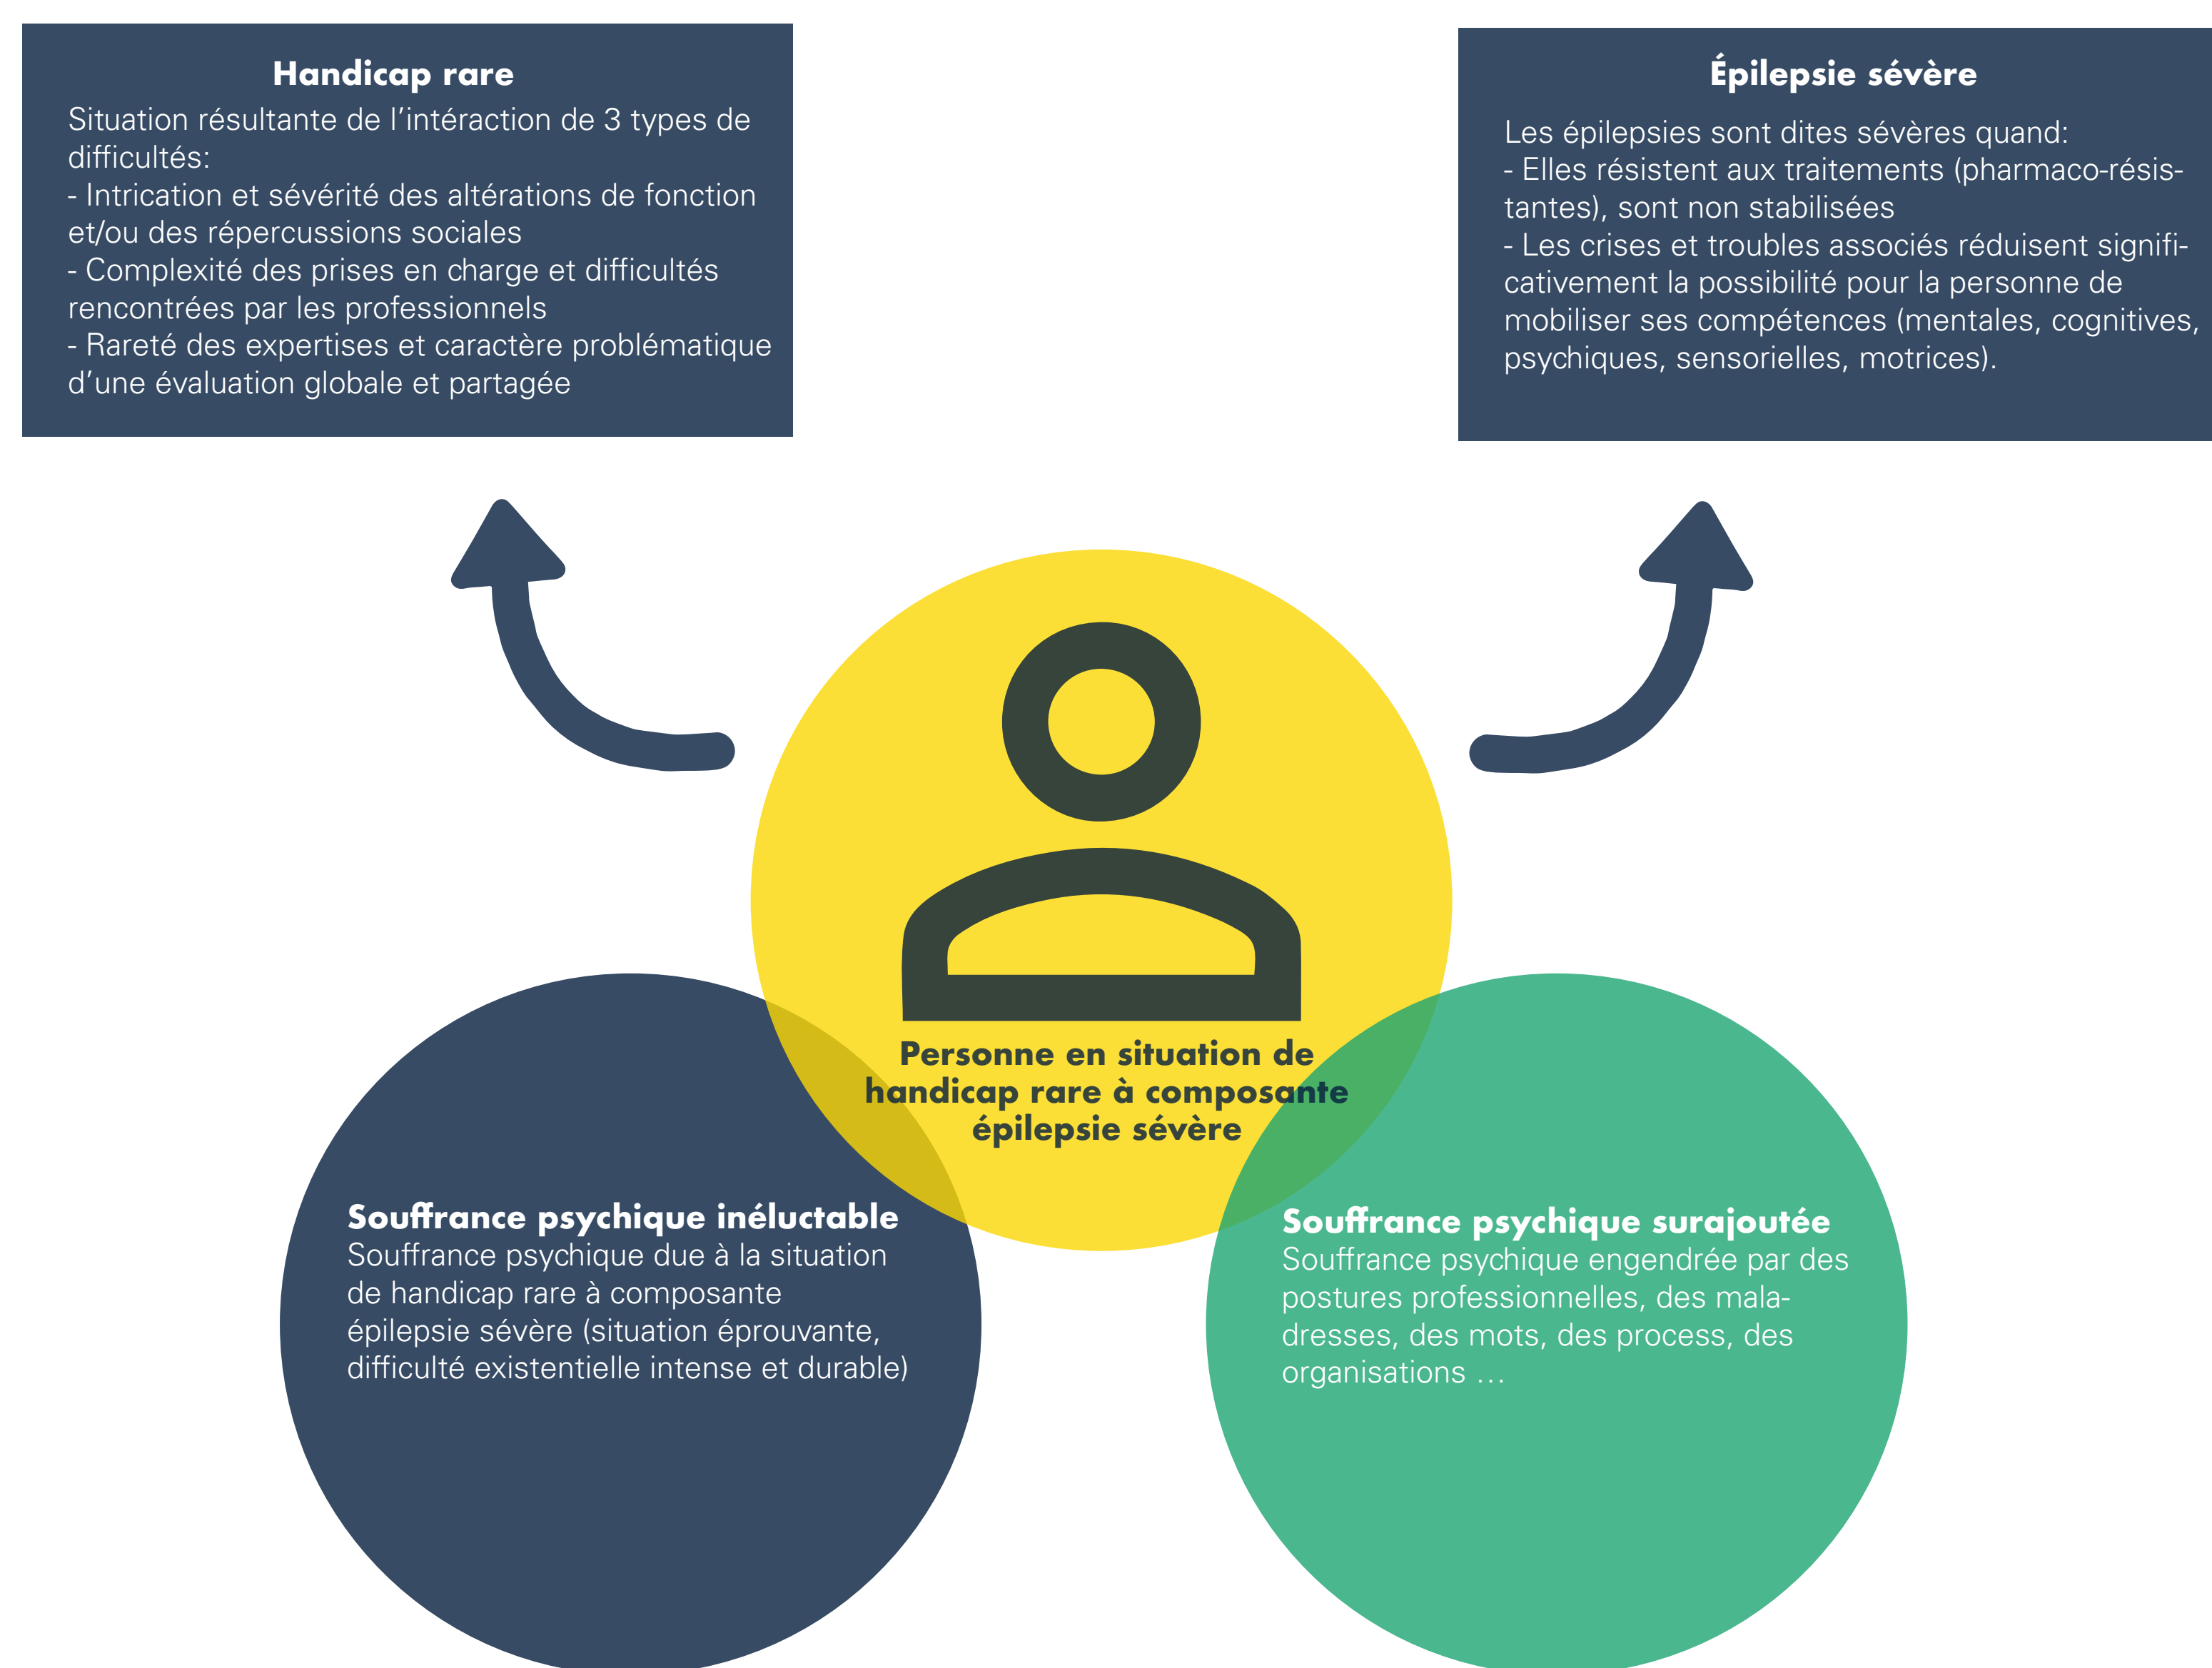 Handicap rare
Situation résultante de l’intéraction de 3 types de
difficultés:
- Intrication et sévérité des altérations de fonction
et/ou des répercussions sociales
- Complexité des prises en charge et difficultés
rencontrées par les professionnels
- Rareté des expertises et caractère problématique
d’une évaluation globale et partagée
Épilepsie sévère
Les épilepsies sont dites sévères quand:
- Elles résistent aux traitements (pharmaco-résis-
tantes), sont non stabilisées
- Les crises et troubles associés réduisent signifi-
cativement la possibilité pour la personne de
mobiliser ses compétences (mentales, cognitives,
psychiques, sensorielles, motrices).
Personne en situation de
handicap rare à composante
épilepsie sévère
Souffrance psychique inéluctable
Souffrance psychique due à la situation
de handicap rare à composante
épilepsie sévère (situation éprouvante,
difficulté existentielle intense et durable)
Souffrance psychique surajoutée
Souffrance psychique engendrée par des
postures professionnelles, des mala-
dresses, des mots, des process, des
organisations …